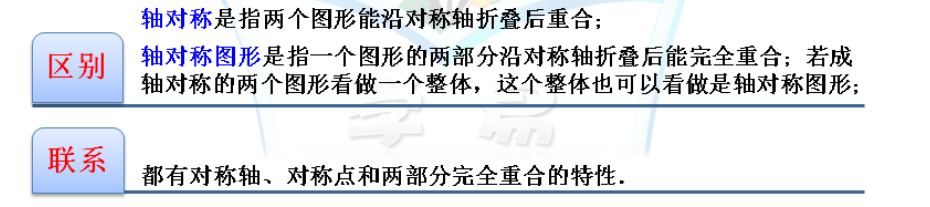 轴对称是指两个图形能沿对称轴折叠后重合；
区别
轴对称图形是指一个图形的两部分沿对称轴折叠后能完全重合；若成
轴对称的两个图形看做一个整体，这个整体也可以看做是轴对称图形；
学易
联系
都有对称轴、对称点和两部分完全重合的特性．